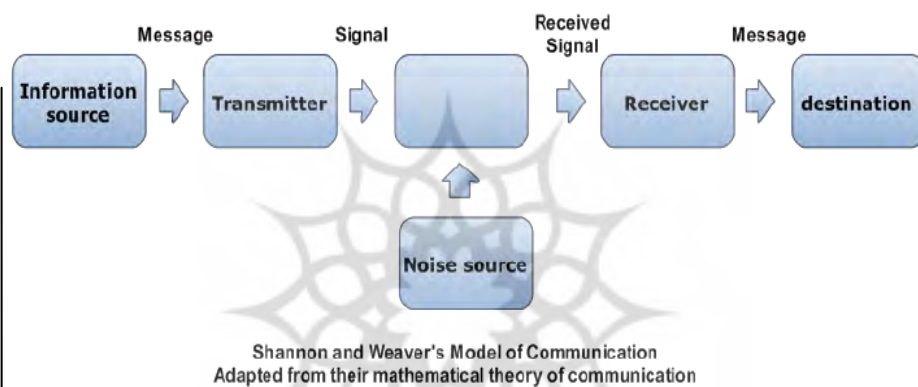 Message
Signal
Received
Signal
Message
Information
source
Transmitter
Receiver
destination
Noise source
Shannon and Weaver's Model of Communication
Adapted from their mathematical theory of communication